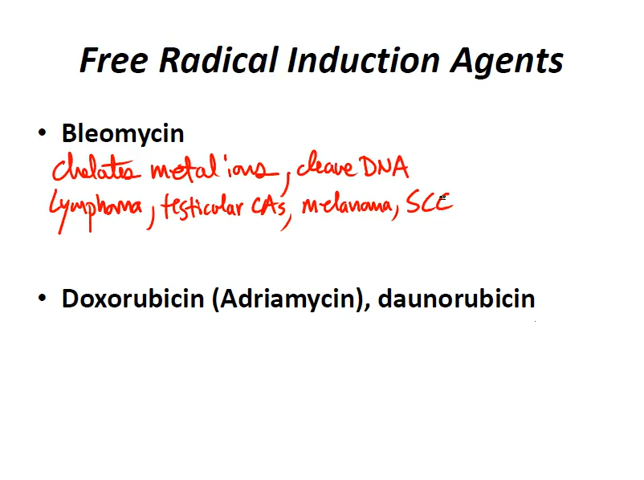 Free Radical Induction Agents
• Bleomycin
Chelates metal ions, cleave DNA
Lymphoma, testicular CAs, melanoma, SCC
• Doxorubicin (Adriamycin), daunorubicin